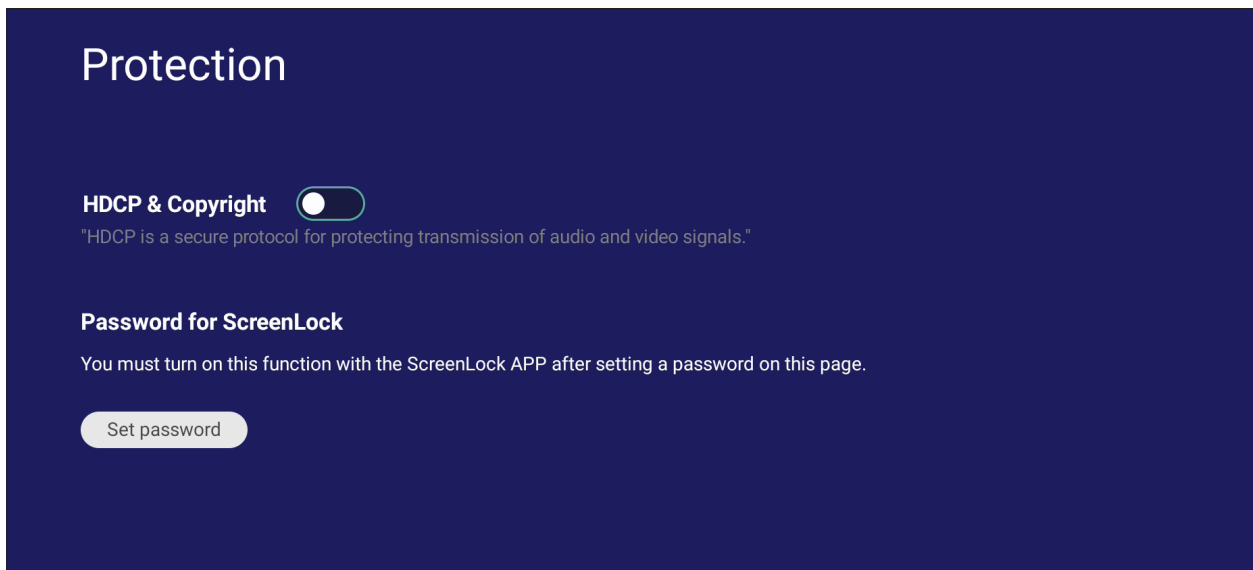 Protection
HDCP & Copyright
"HDCP is a secure protocol for protecting transmission of audio and video signals."
Password for ScreenLock
You must turn on this function with the ScreenLock APP after setting a password on this page.
Set password